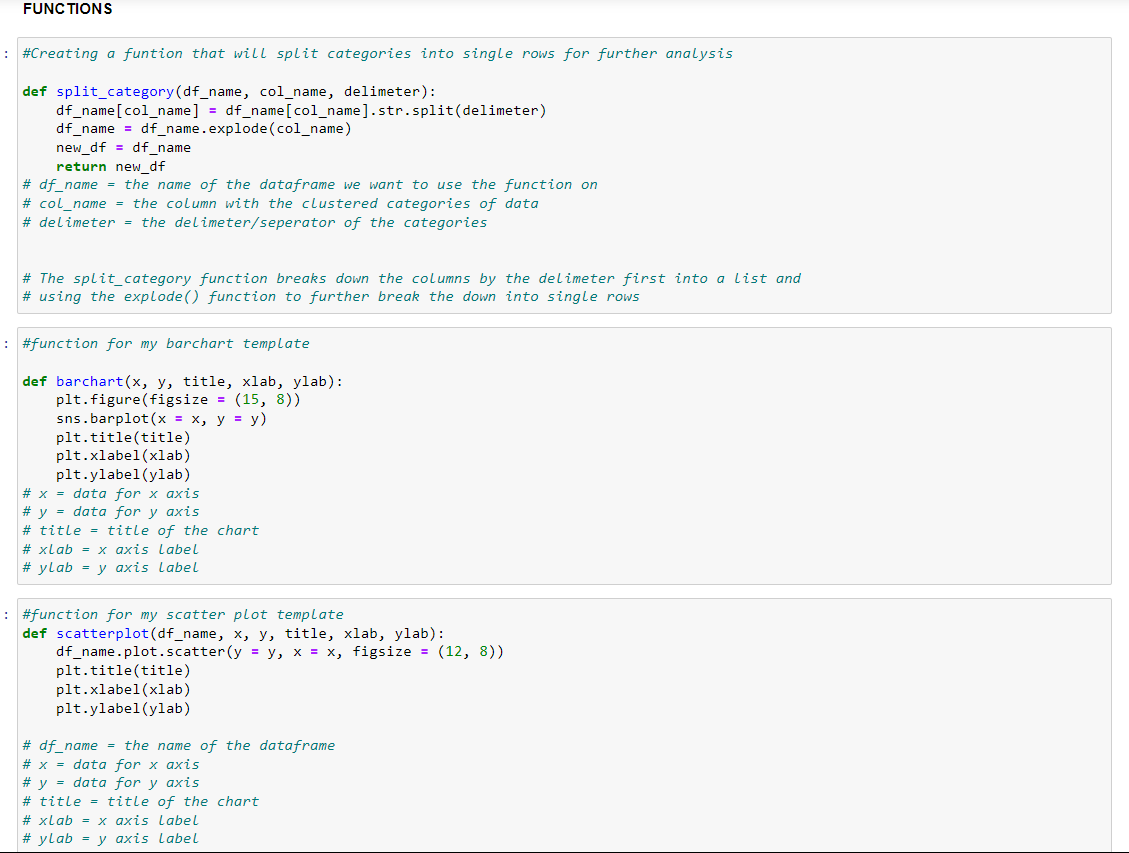 FUNCTIONS
: #Creating a funtion that will split categories into single rows for further analysis
def split_category(df_name, col_name, delimeter):
    df_name[col_name] = df_name[col_name].str.split(delimeter)
    df_name = df_name.explode(col_name)
    new_df = df_name
    return new_df
# df_name = the name of the dataframe we want to use the function on
# col_name = the column with the clustered categories of data
# delimeter = the delimeter/seperator of the categories
# The split_category function breaks down the columns by the delimeter first into a list and
# using the explode() function to further break the down into single rows
: #function for my barchart template
def barchart(x, y, title, xlab, ylab):
    plt.figure(figsize = (15, 8))
    sns.barplot(x = x, y = y)
    plt.title(title)
    plt.xlabel(xlab)
    plt.ylabel(ylab)
# x = data for x axis
# y = data for y axis
# title = title of the chart
# xlab = x axis label
# ylab = y axis label
: #function for my scatter plot template
def scatterplot(df_name, x, y, title, xlab, ylab):
    df_name.plot.scatter(y = y, x = x, figsize = (12, 8))
    plt.title(title)
    plt.xlabel(xlab)
    plt.ylabel(ylab)
# df_name = the name of the dataframe
# x = data for x axis
# y = data for y axis
# title = title of the chart
# xlab = x axis label
# ylab = y axis label